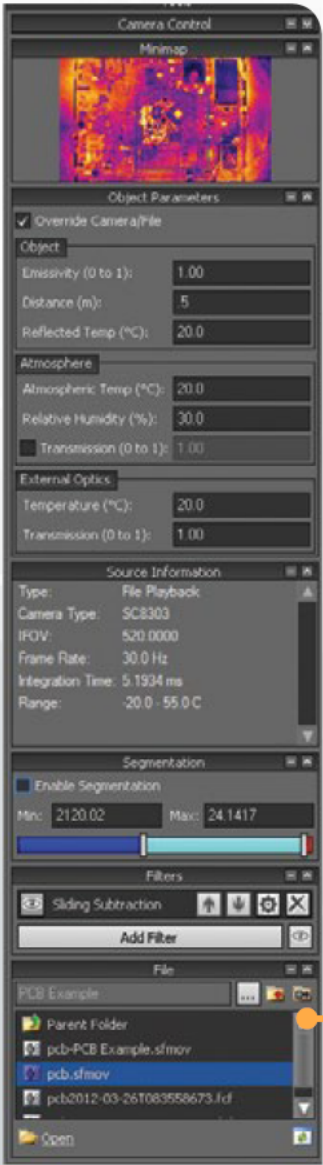 Camera Control
Minimap
Object Parameters
Override Camera/File
Object
Emissivity (0 to 1): 1.00
Distance (m): .5
Reflected Temp (°C): 20.0
Atmosphere
Atmospheric Temp (°C): 20.0
Relative Humidity (%): 30.0
Transmission (0 to 1): 1.00
External Optics
Temperature (°C): 20.0
Transmission (0 to 1): 1.00
Source Information
Type: File Playback
Camera Type: SC8303
IFOV: 520.0000
Frame Rate: 30.0 Hz
Integration Time: 5.1934 ms
Range: -20.0 - 55.0 C
Segmentation
Enable Segmentation
Min: 2120.02 Max: 24.1417
Filters
Sliding Subtraction
Add Filter
File
PCB Example ...
Parent Folder
pcb-PCB Example.sfmov
pcb.sfmov
pcb2012-03-26T083558673.fcf
Open